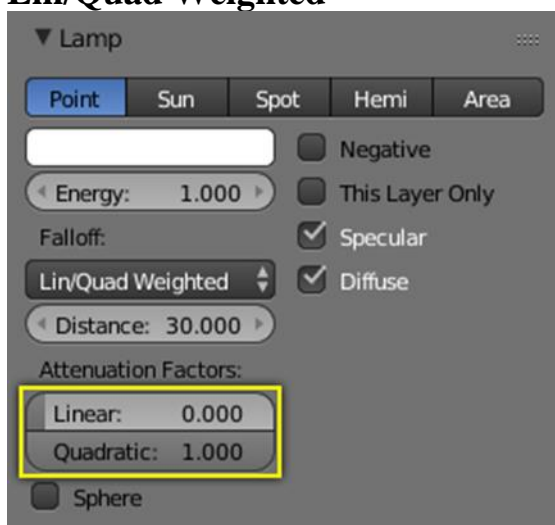 Lin/Quad Weighted
Lamp
Point Sun Spot Hemi Area
Negative
Energy: 1.000 This Layer Only
Falloff: Specular
Lin/Quad Weighted Diffuse
Distance: 30.000
Attenuation Factors:
Linear: 0.000
Quadratic: 1.000
Sphere